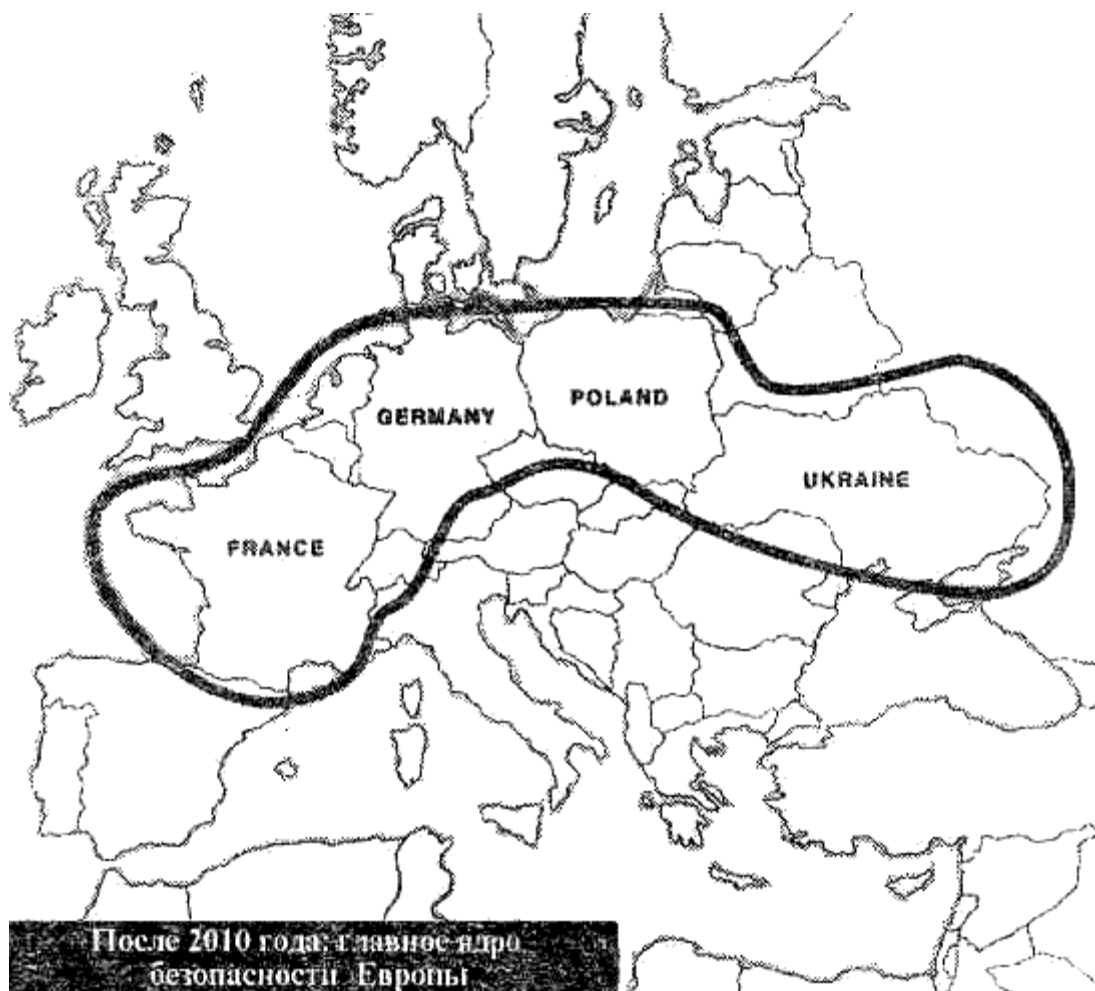 POLAND
GERMANY
UKRAINE
FRANCE
После 2010 года: главное ядро
безопасности Европы